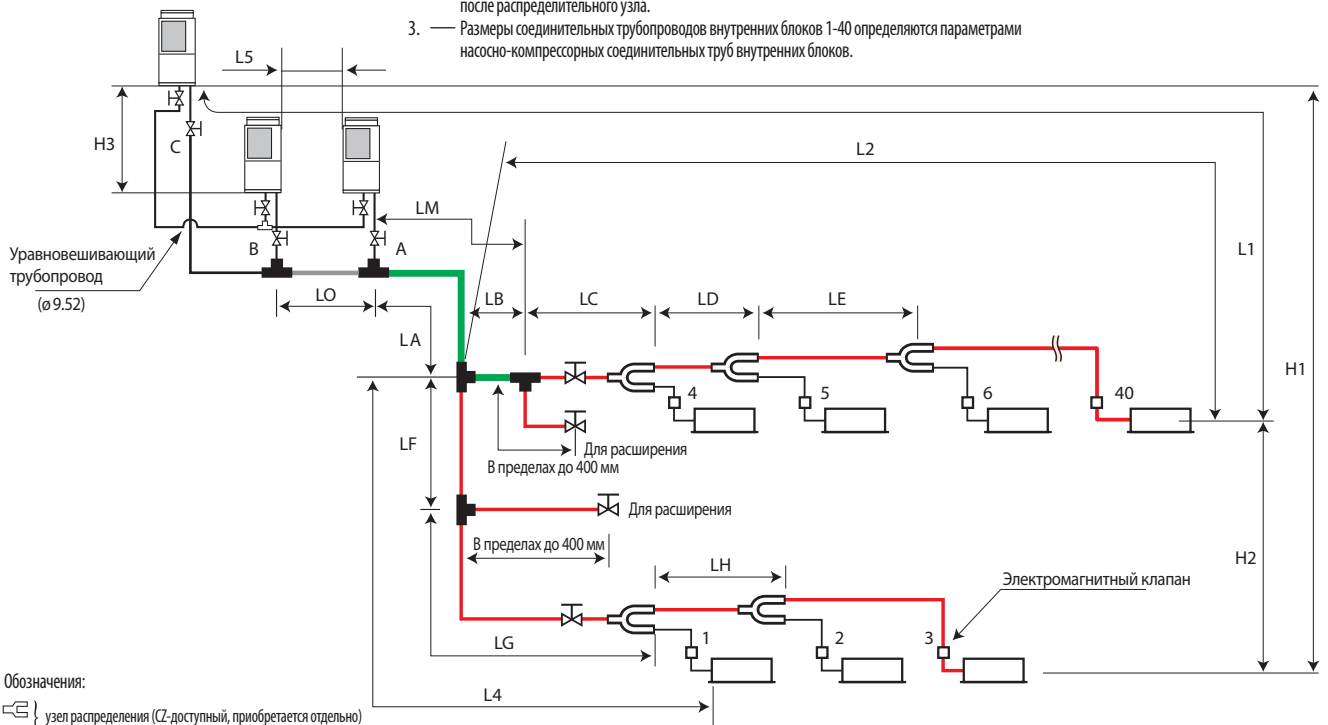 после распределительного узла.
3. — Размеры соединительных трубопроводов внутренних блоков 1-40 определяются параметрами
насосно-компрессорных соединительных труб внутренних блоков.
L5
H3
C
L2
LM
L1
B
A
Уравновешивающий
трубопровод
(ø 9.52)
LO
LA
LB
LC
LD
LE
H1
4
5
6
40
LF
Для расширения
В пределах до 400 мм
Для расширения
В пределах до 400 мм
LH
H2
Электромагнитный клапан
LG
1
2
3
L4
Обозначения:
} узел распределения (CZ-доступный, приобретается отдельно)